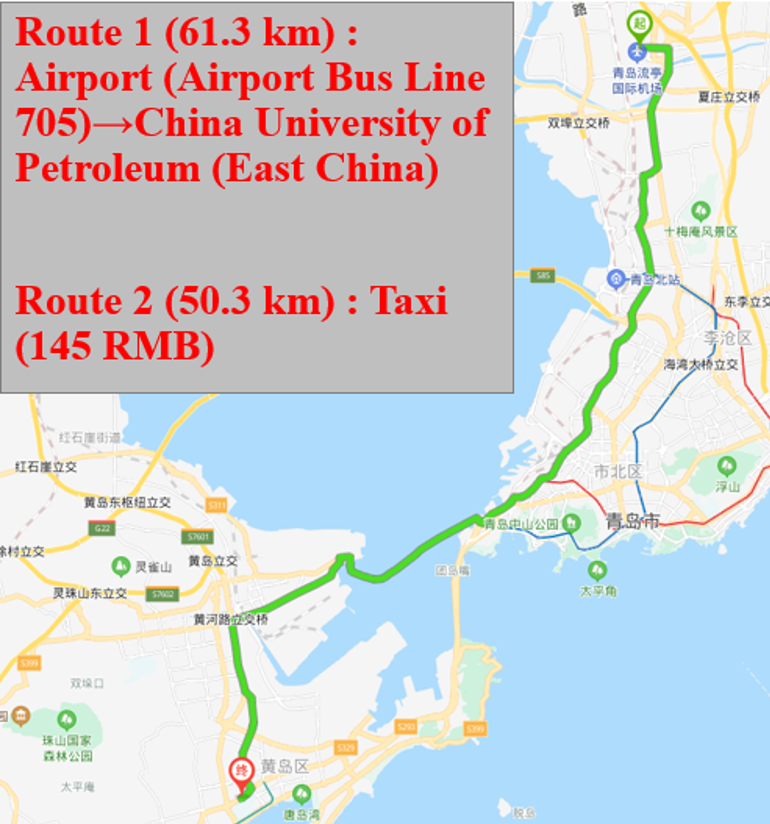 Route 1 (61.3 km) :
Airport (Airport Bus Line
705)→China University of
Petroleum (East China)
Route 2 (50.3 km) : Taxi
(145 RMB)
路
起
青岛流亭
国际机场
夏庄立交桥
双埠立交桥
十梅庵风景区
S85
青岛北站
东李立交
李沧区
海湾大桥立交
红石崖街道
红石崖立交
市北区
浮山
黄岛东枢纽立交
S311
青岛中山公园
青岛市
G22
S7601
徐村立交
黄岛立交
灵雀山
团岛嘴
太平角
灵珠山东立交
S7602
黄河路立交桥
S399
双垛口
园
珠山国家
森林公园
S293
S399
S329
太平庵
终
黄岛区
唐岛湾
脱岛